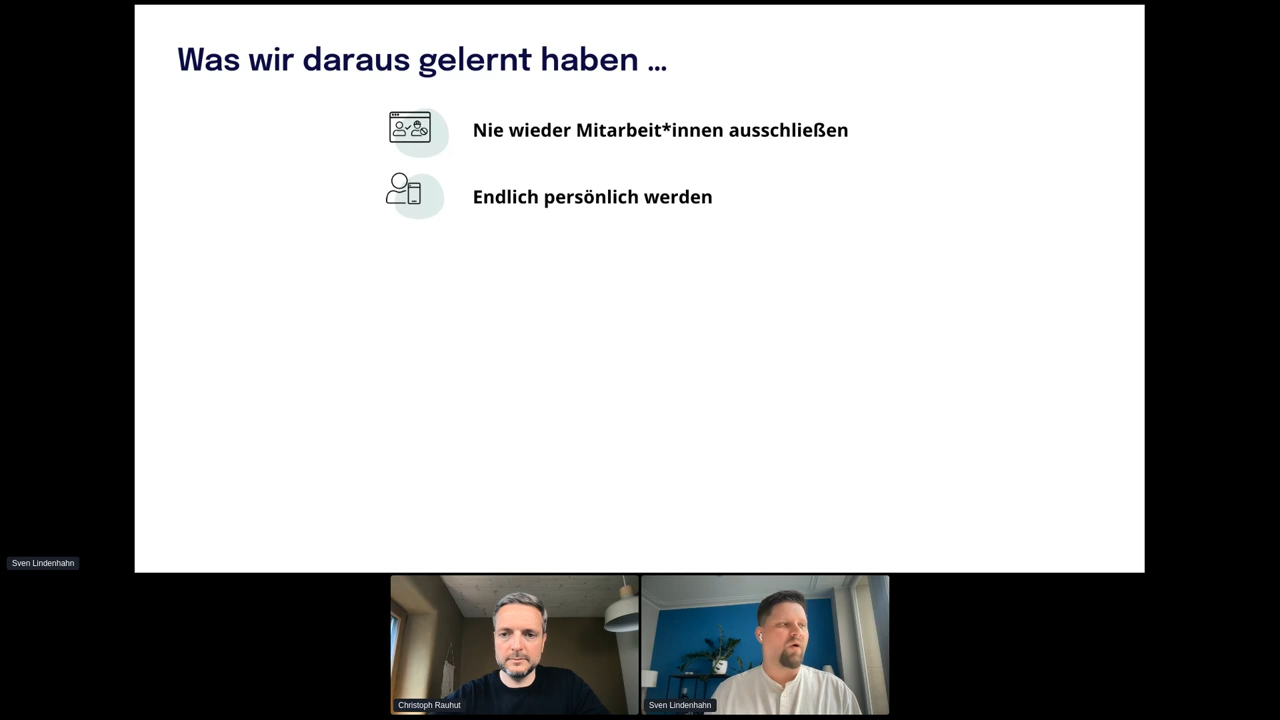 Was wir daraus gelernt haben ...
Nie wieder Mitarbeit*innen ausschließen
Endlich persönlich werden
Sven Lindenhahn
Christoph Rauhut
Sven Lindenhahn